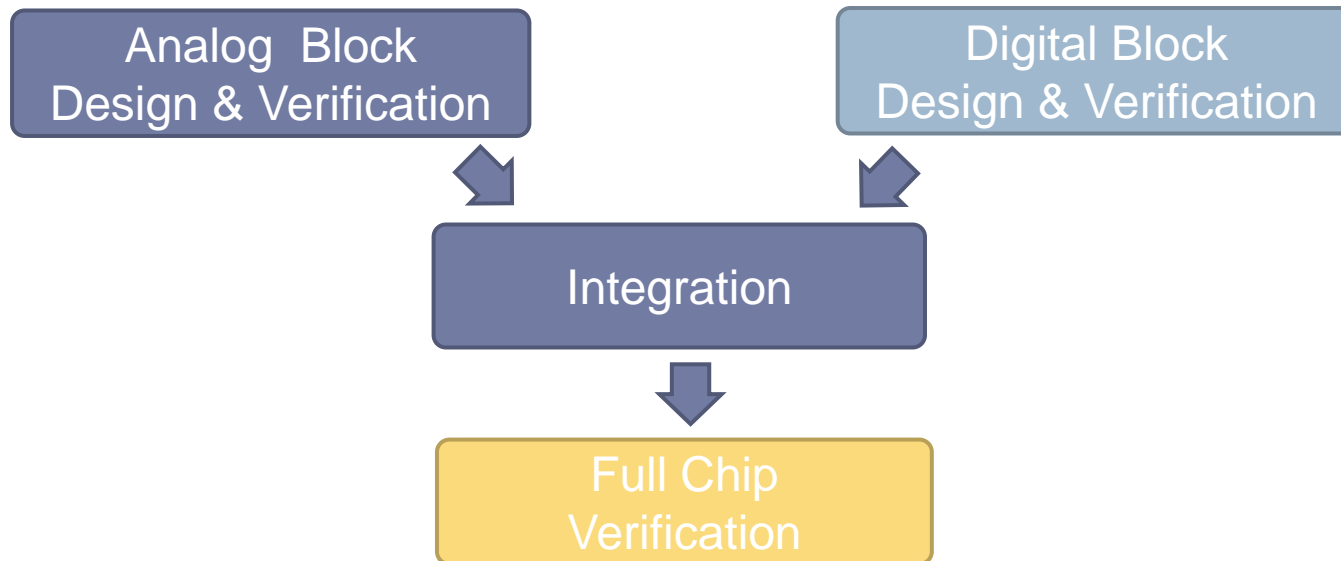 Analog Block
Design & Verification
Digital Block
Design & Verification
Integration
Full Chip
Verification